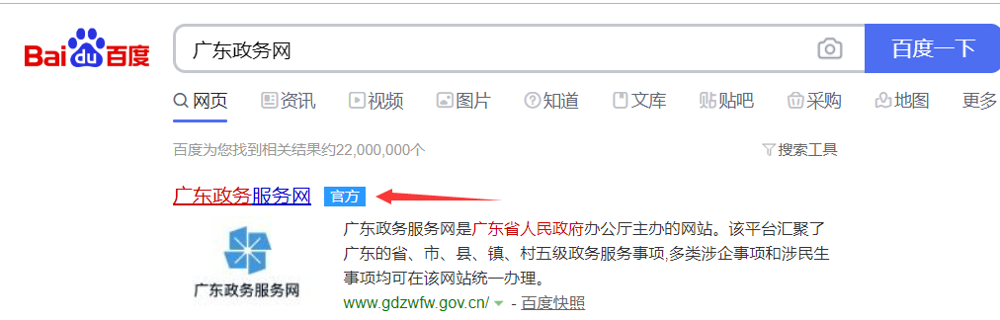 Bai du 百度
广东政务网
百度一下
网页 资讯 视频 图片 知道 文库 贴吧 采购 地图 更多
百度为您找到相关结果约22,000,000个 搜索工具
广东政务服务网 官方
广东政务服务网是广东省人民政府办公厅主办的网站。该平台汇聚了
广东的省、市、县、镇、村五级政务服务事项,多类涉企事项和涉民生
事项均可在该网站统一办理。
广东政务服务网
www.gdzwfw.gov.cn/ - 百度快照